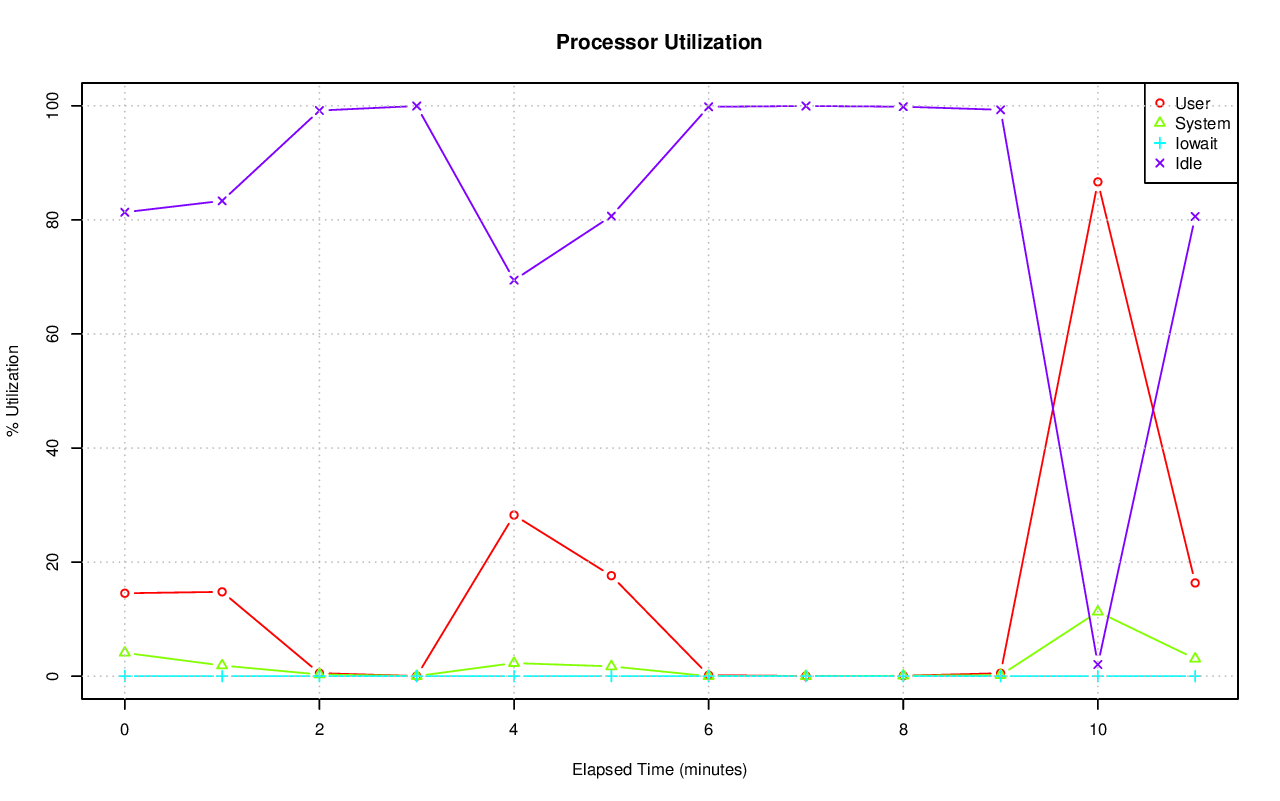 Processor Utilization
User
System
Iowait
Idle
% Utilization
100
80
60
40
20
0
0 2 4 6 8 10
Elapsed Time (minutes)